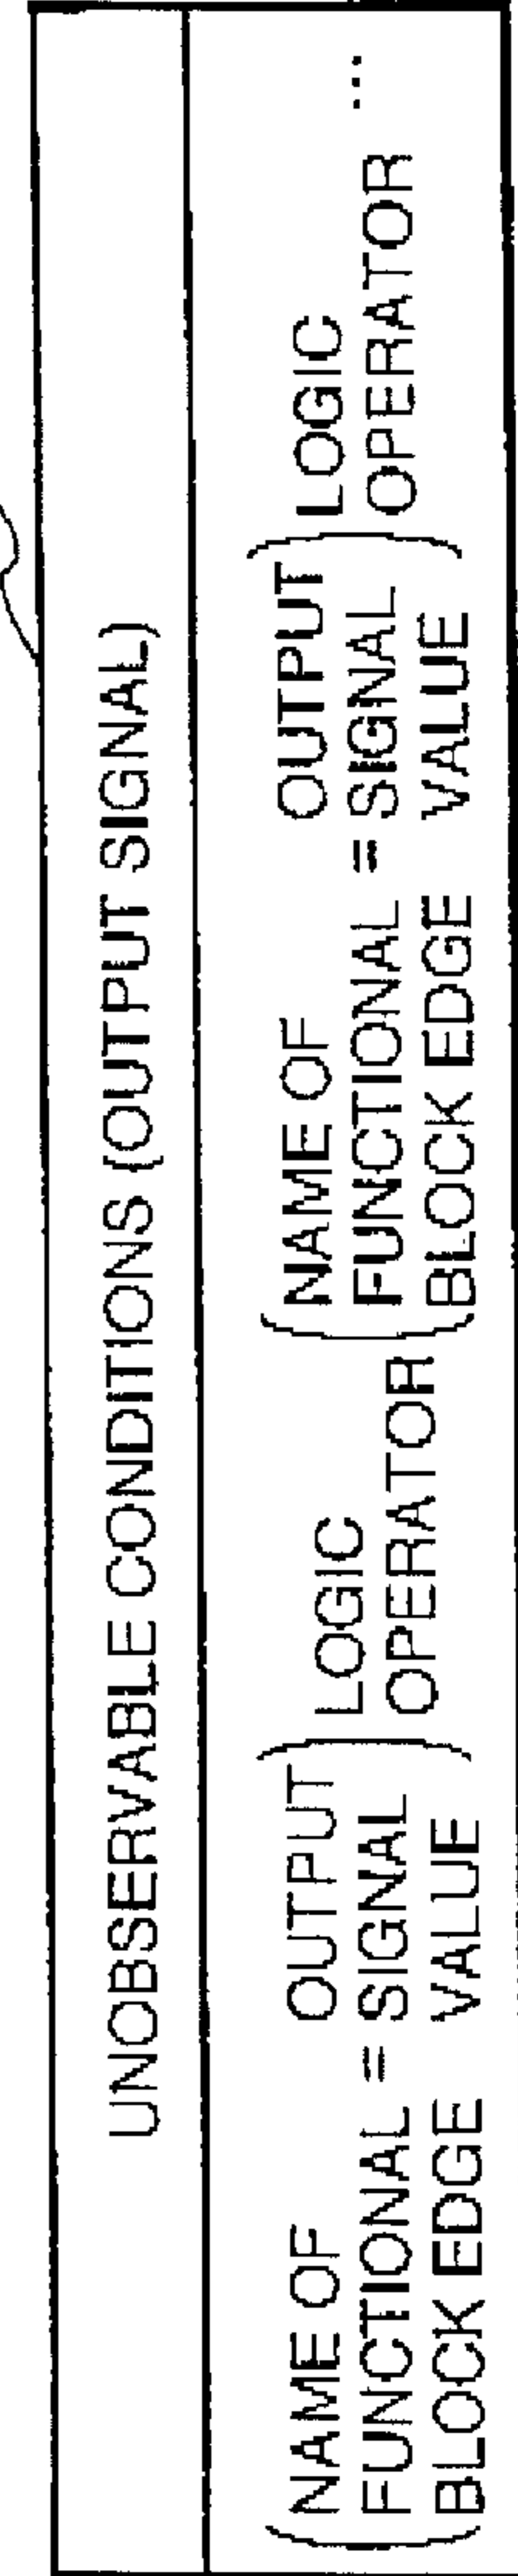 UNOBSERVABLE CONDITIONS (OUTPUT SIGNAL)
(NAME OF FUNCTIONAL BLOCK EDGE = OUTPUT SIGNAL VALUE) LOGIC OPERATOR (NAME OF FUNCTIONAL BLOCK EDGE = OUTPUT SIGNAL VALUE) LOGIC OPERATOR ...